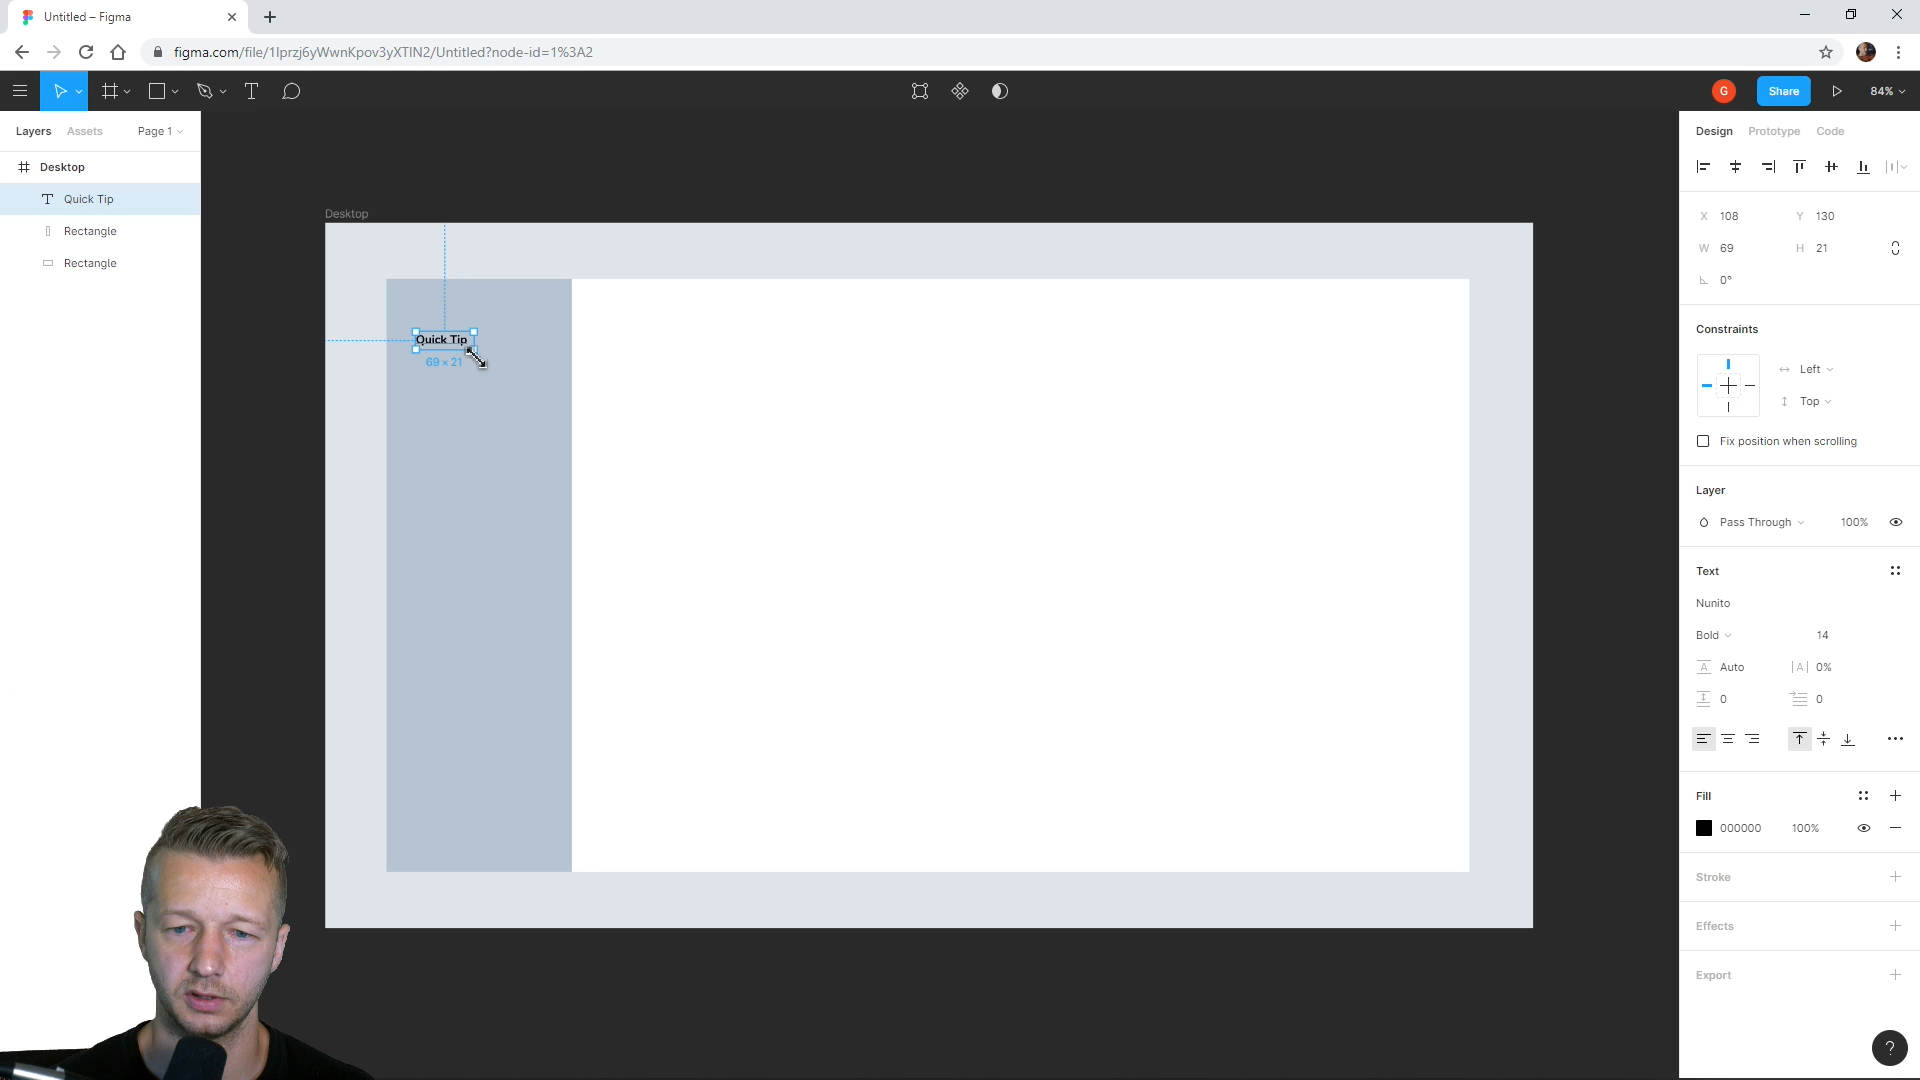 Untitled – Figma
figma.com/file/1Iprzj6yWwnKpov3yXTIN2/Untitled?node-id=1%3A2
G
Share
84%
Layers
Assets
Page 1
Desktop
Quick Tip
Rectangle
Rectangle
Desktop
Quick Tip
69 × 21
Design
Prototype
Code
X 108
Y 130
W 69
H 21
0°
Constraints
Left
Top
Fix position when scrolling
Layer
Pass Through
100%
Text
Nunito
Bold
14
A Auto
|A| 0%
0
0
Fill
000000
100%
Stroke
Effects
Export
?